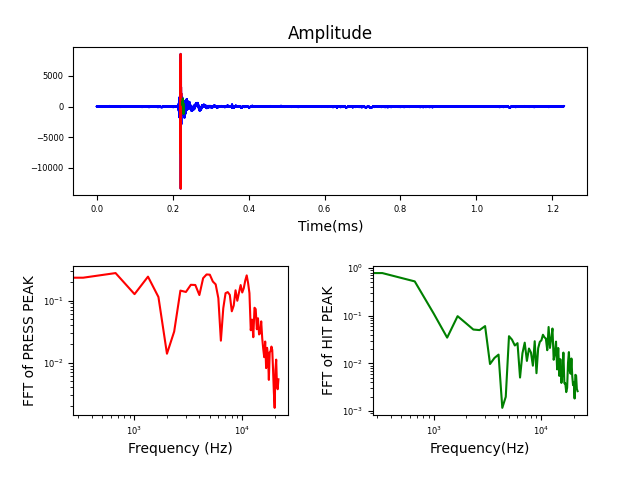 Amplitude
5000
0
−5000
−10000
0.0 0.2 0.4 0.6 0.8 1.0 1.2
Time(ms)
FFT of PRESS PEAK
10⁻¹
10⁻²
10³ 10⁴
Frequency (Hz)
FFT of HIT PEAK
10⁰
10⁻¹
10⁻²
10⁻³
10³ 10⁴
Frequency(Hz)